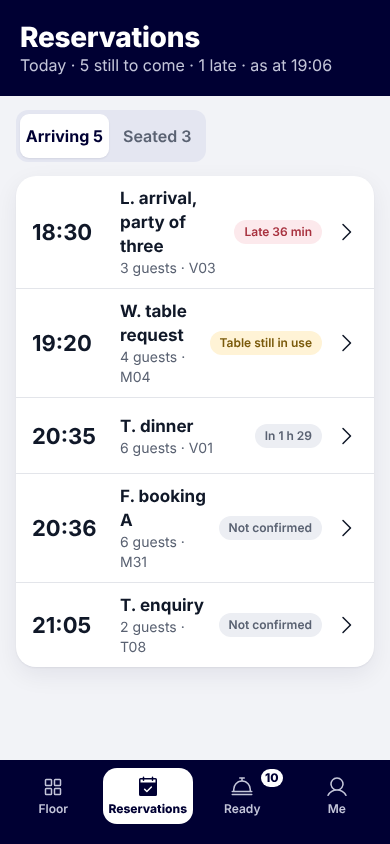 Reservations
Today · 5 still to come · 1 late · as at 19:06
Arriving 5
Seated 3
18:30
L. arrival,
party of
three
3 guests · V03
Late 36 min
19:20
W. table
request
4 guests ·
M04
Table still in use
20:35
T. dinner
6 guests · V01
In 1 h 29
20:36
F. booking
A
6 guests ·
M31
Not confirmed
21:05
T. enquiry
2 guests ·
T08
Not confirmed
Floor
Reservations
10
Ready
Me